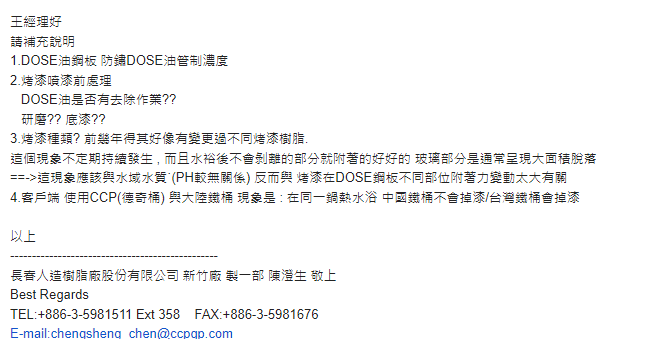 王經理好
請補充說明
1.DOSE油鋼板 防鏽DOSE油管制濃度
2.烤漆噴漆前處理
DOSE油是否有去除作業??
研磨?? 底漆??
3.烤漆種類? 前幾年得其好像有變更過不同烤漆樹脂.
這個現象不定期持續發生 , 而且水裕後不會剝離的部分就附著的好好的 玻璃部分是通常呈現大面積脫落
==->這現象應該與水域水質˙(PH較無關係) 反而與 烤漆在DOSE鋼板不同部位附著力變動太大有關
4.客戶端 使用CCP(德奇桶) 與大陸鐵桶 現象是 : 在同一鍋熱水浴 中國鐵桶不會掉漆/台灣鐵桶會掉漆
以上
------------------------------------------------
長春人造樹脂廠股份有限公司 新竹廠 製一部 陳澄生 敬上
Best Regards
TEL:+886-3-5981511 Ext 358 FAX:+886-3-5981676
E-mail:chengsheng_chen@ccpgp.com